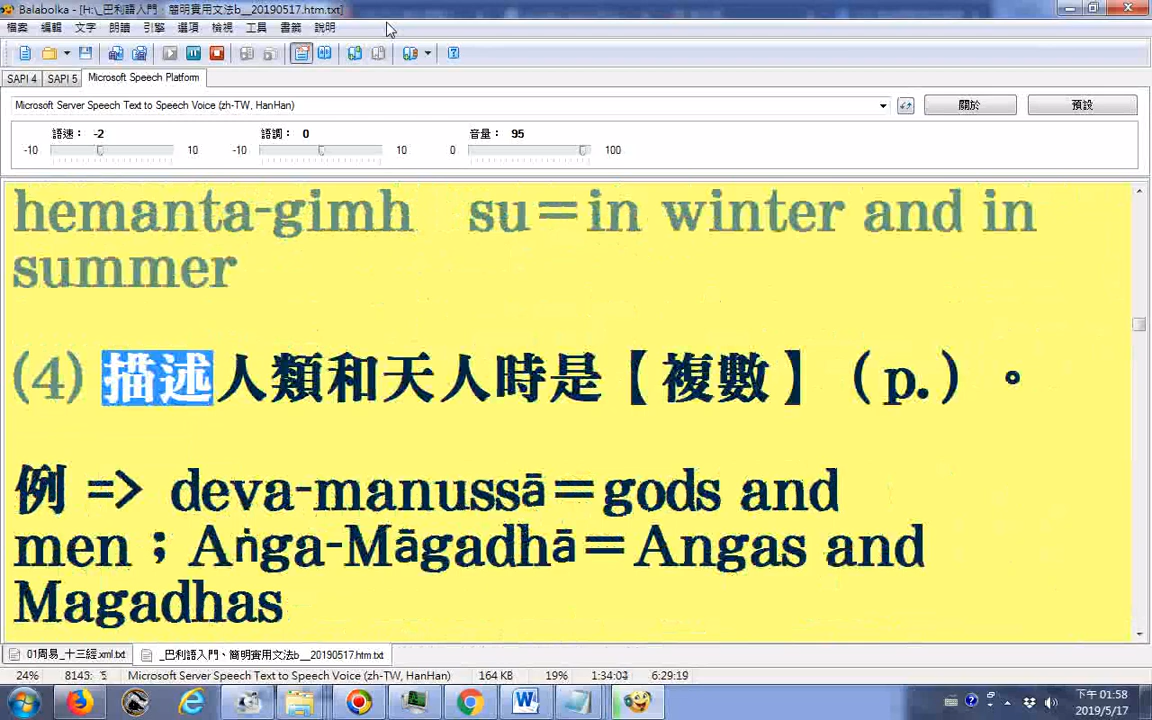 Balabolka - [H:\_巴利語入門、簡明實用文法b__20190517.htm.txt]
檔案 編輯 文字 朗讀 引擎 選項 檢視 工具 書籤 說明
SAPI 4 SAPI 5 Microsoft Speech Platform
Microsoft Server Speech Text to Speech Voice (zh-TW, HanHan) 關於 預設
語速： -2 語調： 0 音量： 95
-10 10 -10 10 0 100
hemanta-gimh su＝in winter and in
summer
(4) 描述人類和天人時是【複數】（p.）。
例 => deva-manussā＝gods and
men；Aṅga-Māgadhā＝Angas and
Magadhas
01周易_十三經.xml.txt _巴利語入門、簡明實用文法b__20190517.htm.txt
24% Microsoft Server Speech Text to Speech Voice (zh-TW, HanHan) 164 KB 19% 1:34:03 6:29:19
下午 01:58
2019/5/17